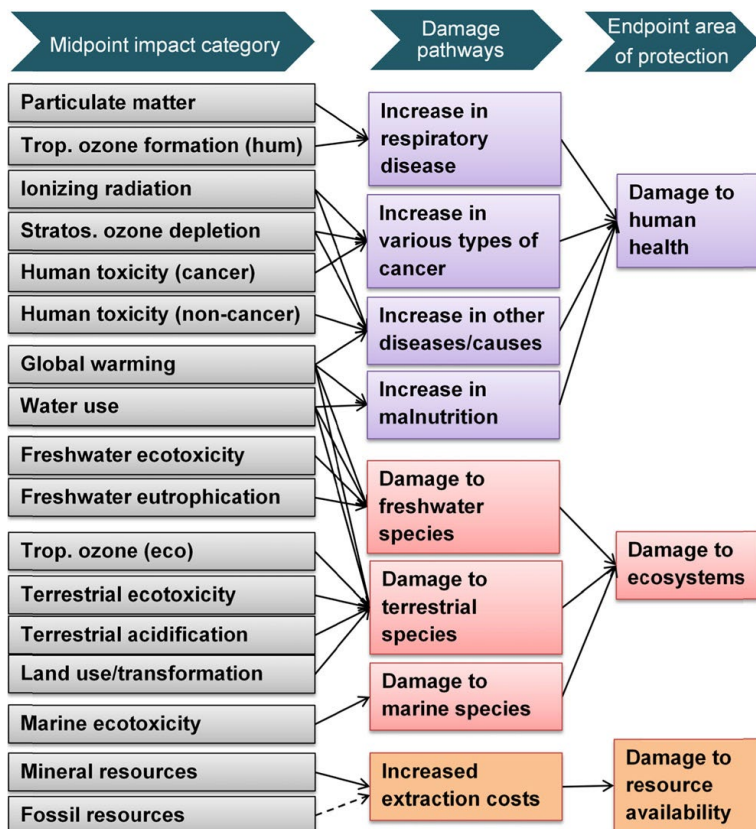 Midpoint impact category
Damage
pathways
Endpoint area
of protection
Particulate matter
Trop. ozone formation (hum)
Ionizing radiation
Stratos. ozone depletion
Human toxicity (cancer)
Human toxicity (non-cancer)
Global warming
Water use
Freshwater ecotoxicity
Freshwater eutrophication
Trop. ozone (eco)
Terrestrial ecotoxicity
Terrestrial acidification
Land use/transformation
Marine ecotoxicity
Mineral resources
Fossil resources
Increase in
respiratory
disease
Increase in
various types of
cancer
Increase in other
diseases/causes
Increase in
malnutrition
Damage to
freshwater
species
Damage to
terrestrial
species
Damage to
marine species
Increased
extraction costs
Damage to
human
health
Damage to
ecosystems
Damage to
resource
availability